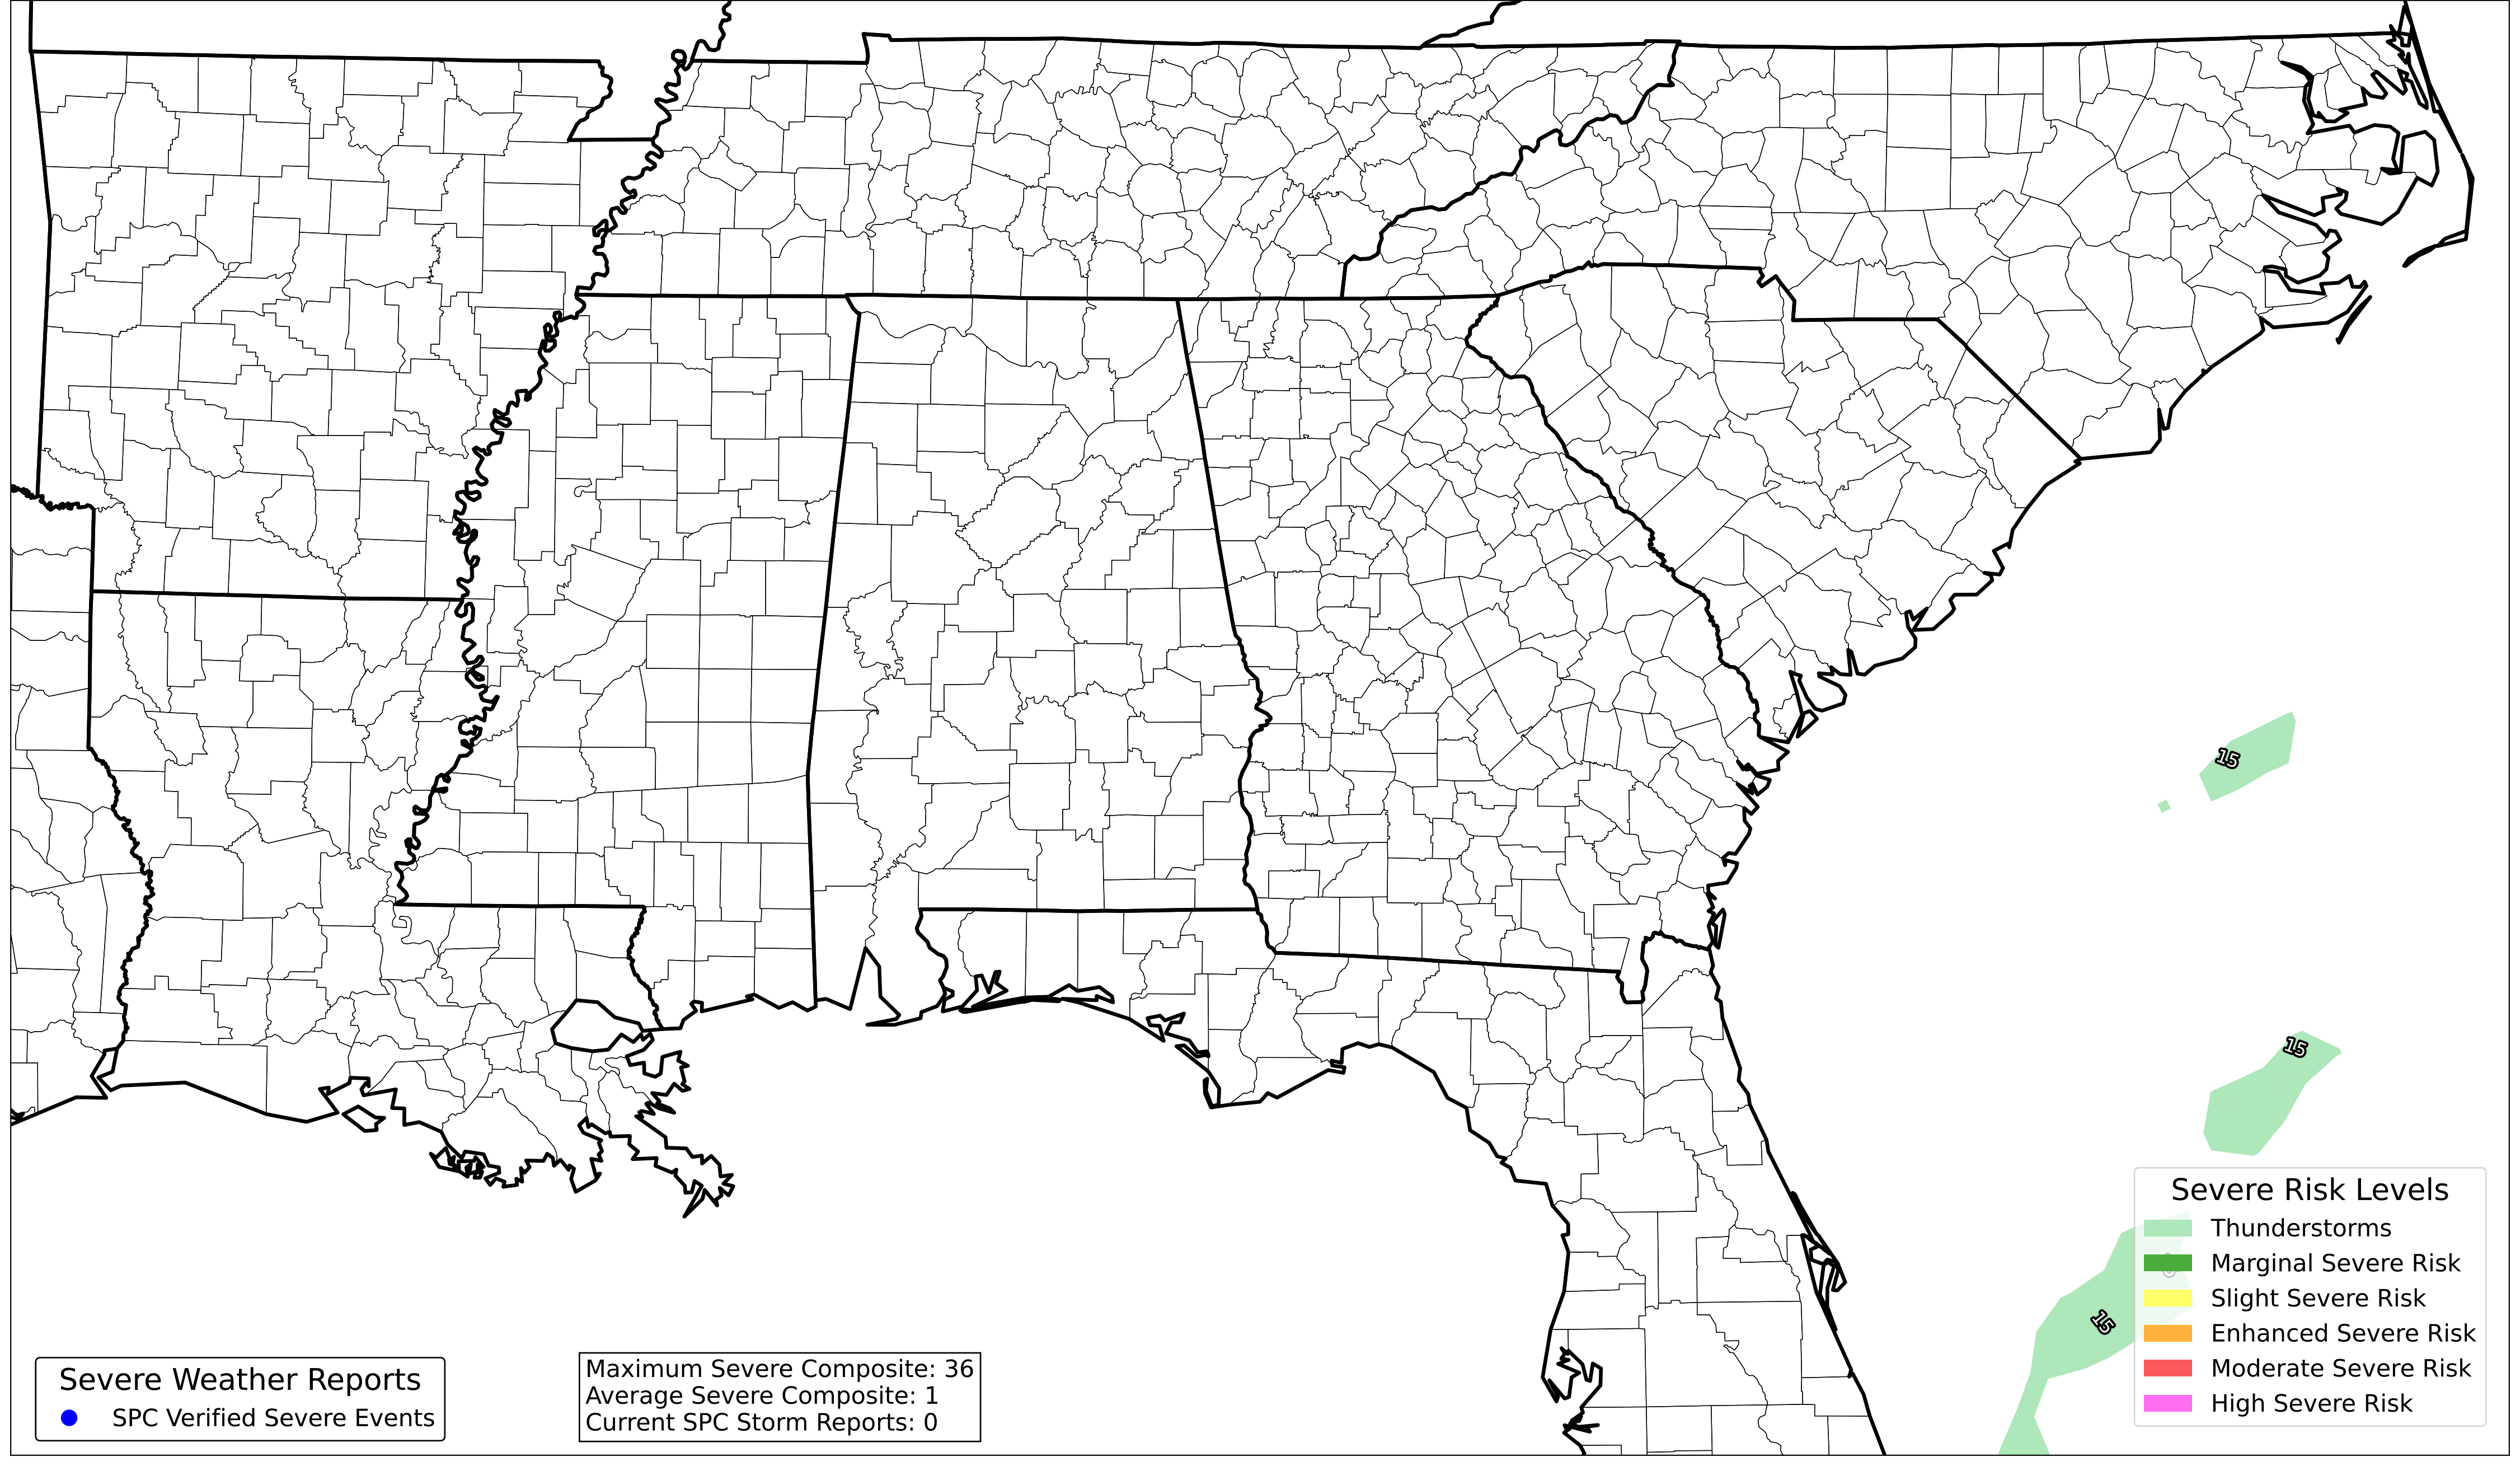 15
15
15
Severe Risk Levels
Thunderstorms
Marginal Severe Risk
Slight Severe Risk
Enhanced Severe Risk
Moderate Severe Risk
High Severe Risk
Severe Weather Reports
SPC Verified Severe Events
Maximum Severe Composite: 36
Average Severe Composite: 1
Current SPC Storm Reports: 0